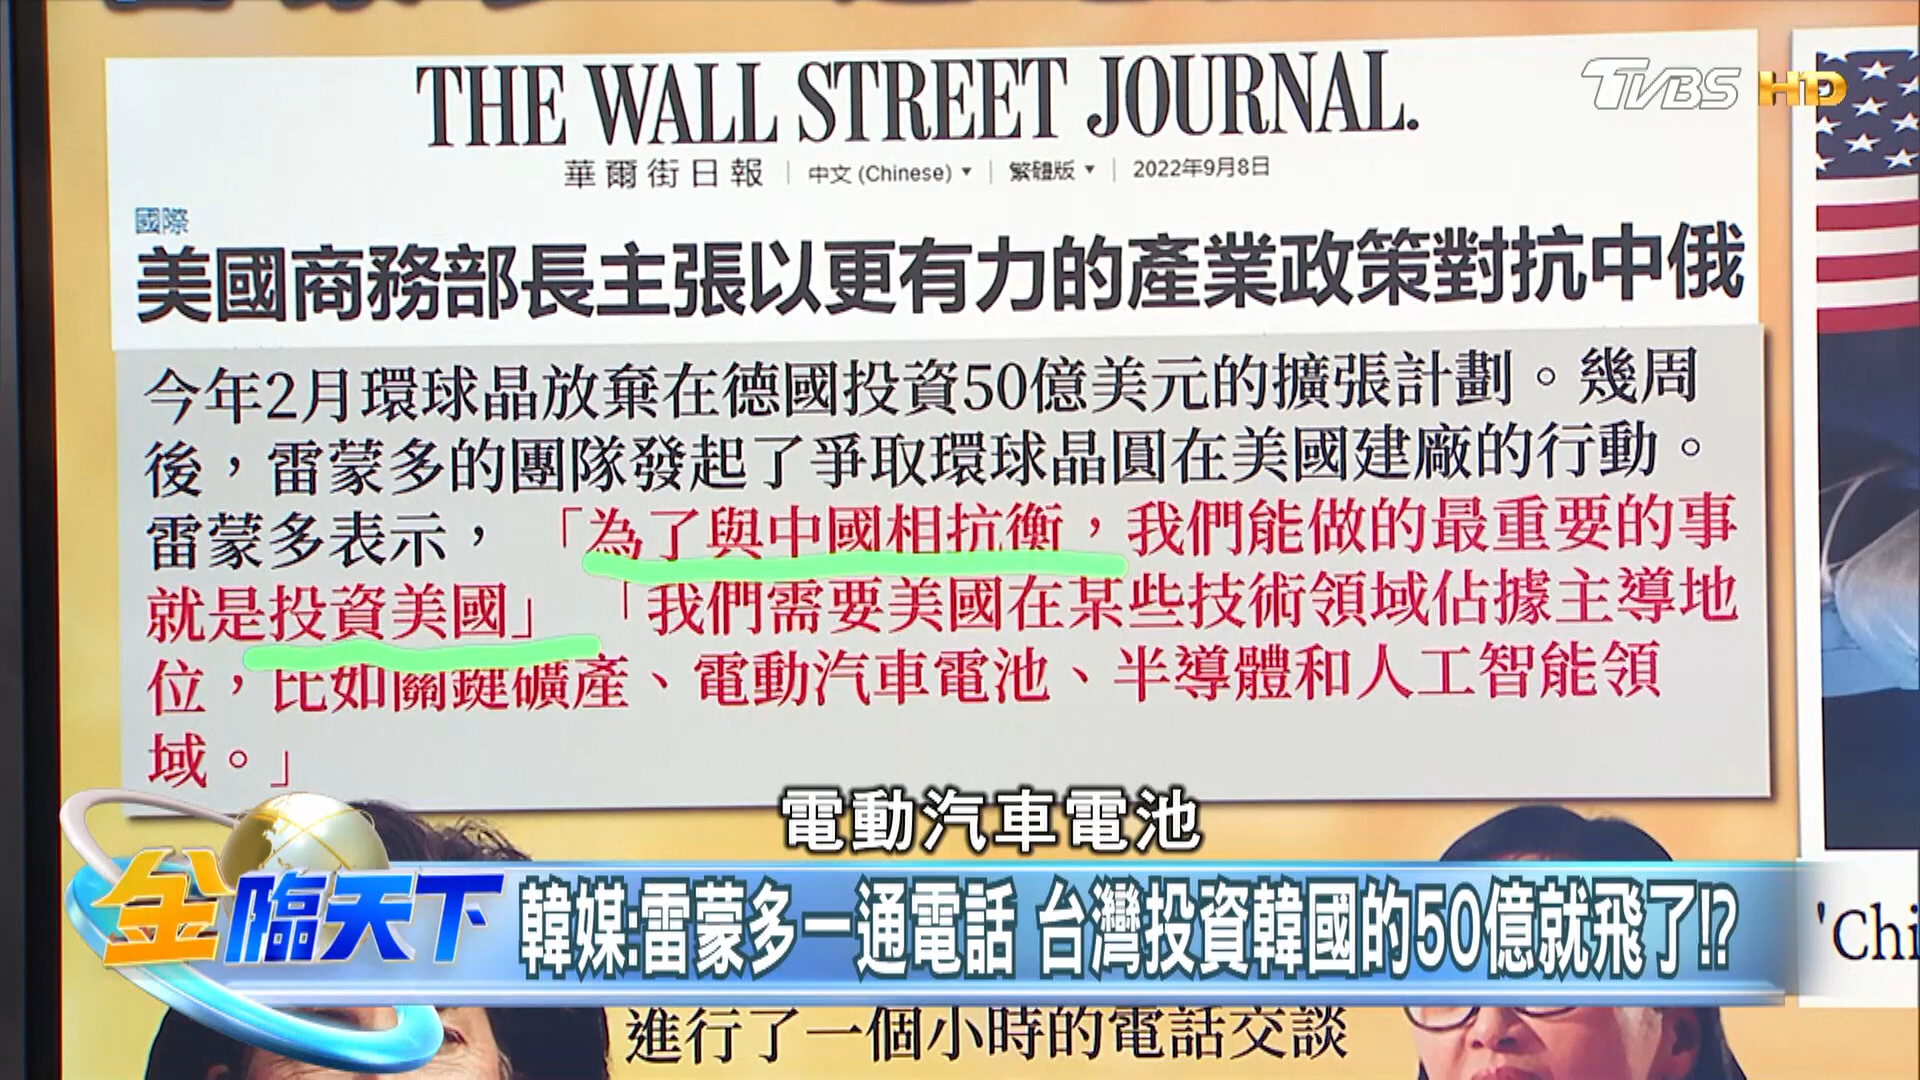 THE WALL STREET JOURNAL.
TVBS HD
華爾街日報 | 中文 (Chinese) ▼ | 繁體版 ▼ | 2022年9月8日
國際
美國商務部長主張以更有力的產業政策對抗中俄
今年2月環球晶放棄在德國投資50億美元的擴張計劃。幾周
後，雷蒙多的團隊發起了爭取環球晶圓在美國建廠的行動。
雷蒙多表示，「為了與中國相抗衡，我們能做的最重要的事
就是投資美國」「我們需要美國在某些技術領域佔據主導地
位，比如關鍵礦產、電動汽車電池、半導體和人工智能領
域。」
電動汽車電池
金臨天下
韓媒:雷蒙多一通電話 台灣投資韓國的50億就飛了!?
'Chi
進行了一個小時的電話交談